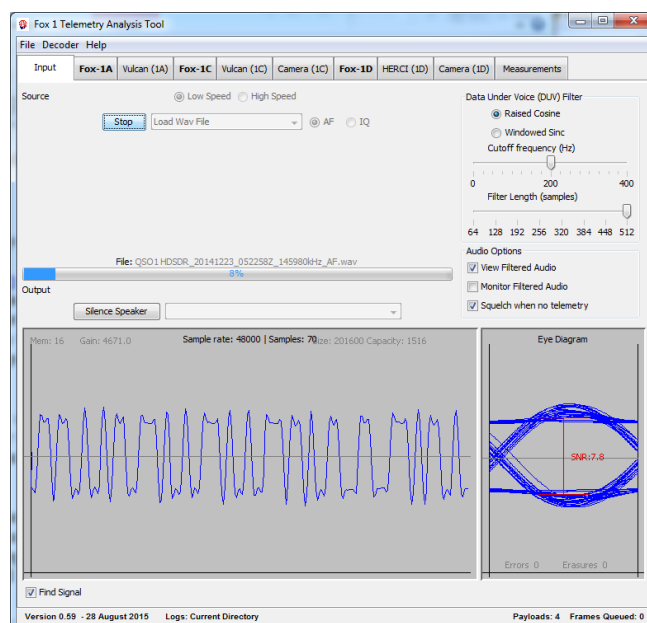 Fox 1 Telemetry Analysis Tool
File Decoder Help
Input Fox-1A Vulcan (1A) Fox-1C Vulcan (1C) Camera (1C) Fox-1D HERCI (1D) Camera (1D) Measurements
Source Low Speed High Speed
Stop Load Wav File AF IQ
File: QSO1 HDSDR_20141223_052258Z_145980kHz_AF.wav
8%
Output
Silence Speaker
Data Under Voice (DUV) Filter
Raised Cosine
Windowed Sinc
Cutoff frequency (Hz)
0 200 400
Filter Length (samples)
64 128 192 256 320 384 448 512
Audio Options
View Filtered Audio
Monitor Filtered Audio
Squelch when no telemetry
Mem: 16 Gain: 4671.0 Sample rate: 48000 | Samples: 70 Size: 201600 Capacity: 1516
Eye Diagram
SNR:7.8
Errors 0 Erasures 0
Find Signal
Version 0.59 - 28 August 2015 Logs: Current Directory Payloads: 4 Frames Queued: 0